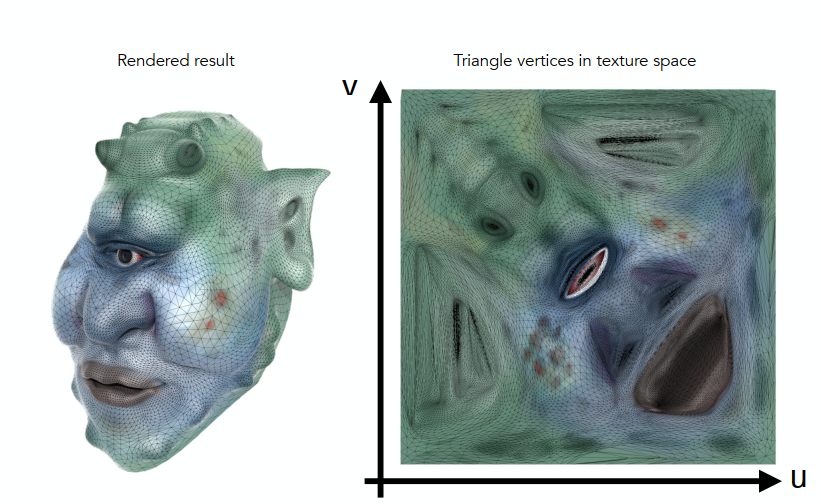 Rendered result
Triangle vertices in texture space
v
u